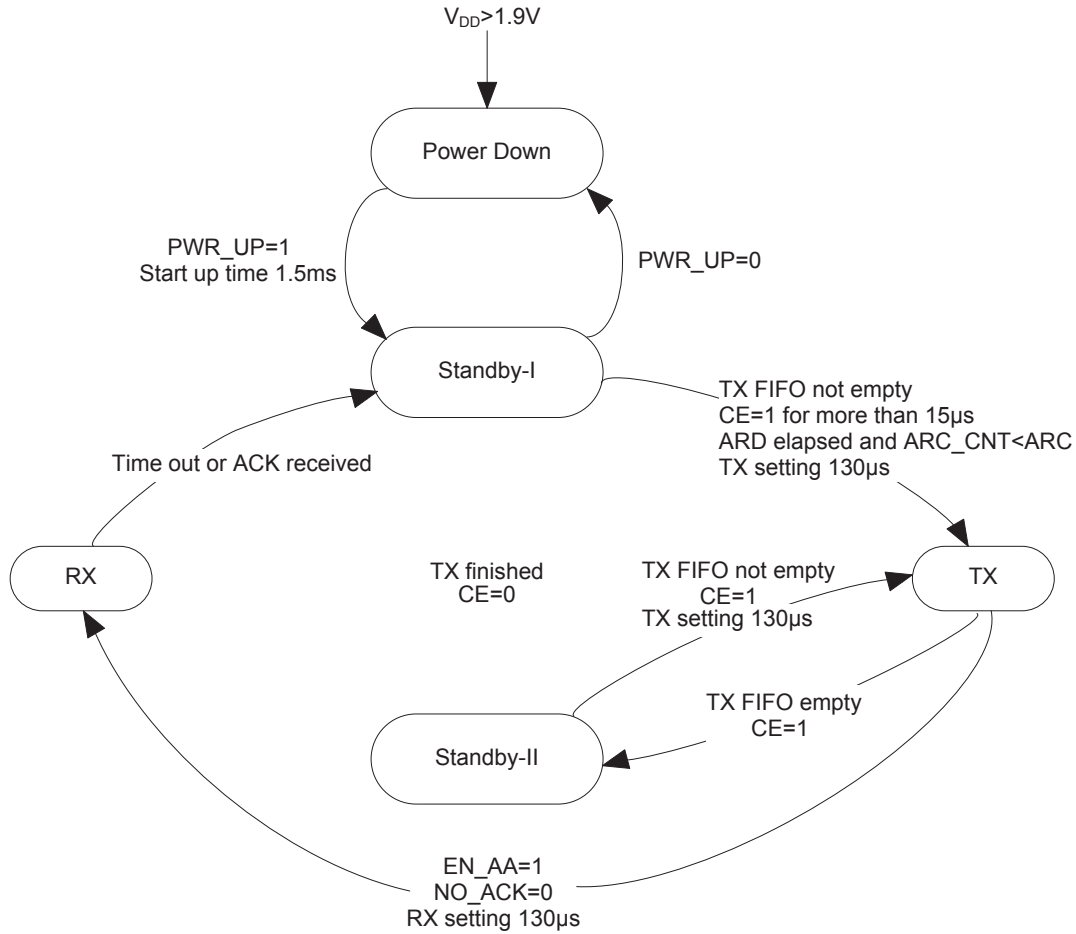 VDD>1.9V
Power Down
PWR_UP=1
Start up time 1.5ms
PWR_UP=0
Standby-I
TX FIFO not empty
CE=1 for more than 15µs
ARD elapsed and ARC_CNT<ARC
TX setting 130µs
Time out or ACK received
RX
TX finished
CE=0
TX FIFO not empty
CE=1
TX setting 130µs
TX
TX FIFO empty
CE=1
Standby-II
EN_AA=1
NO_ACK=0
RX setting 130µs